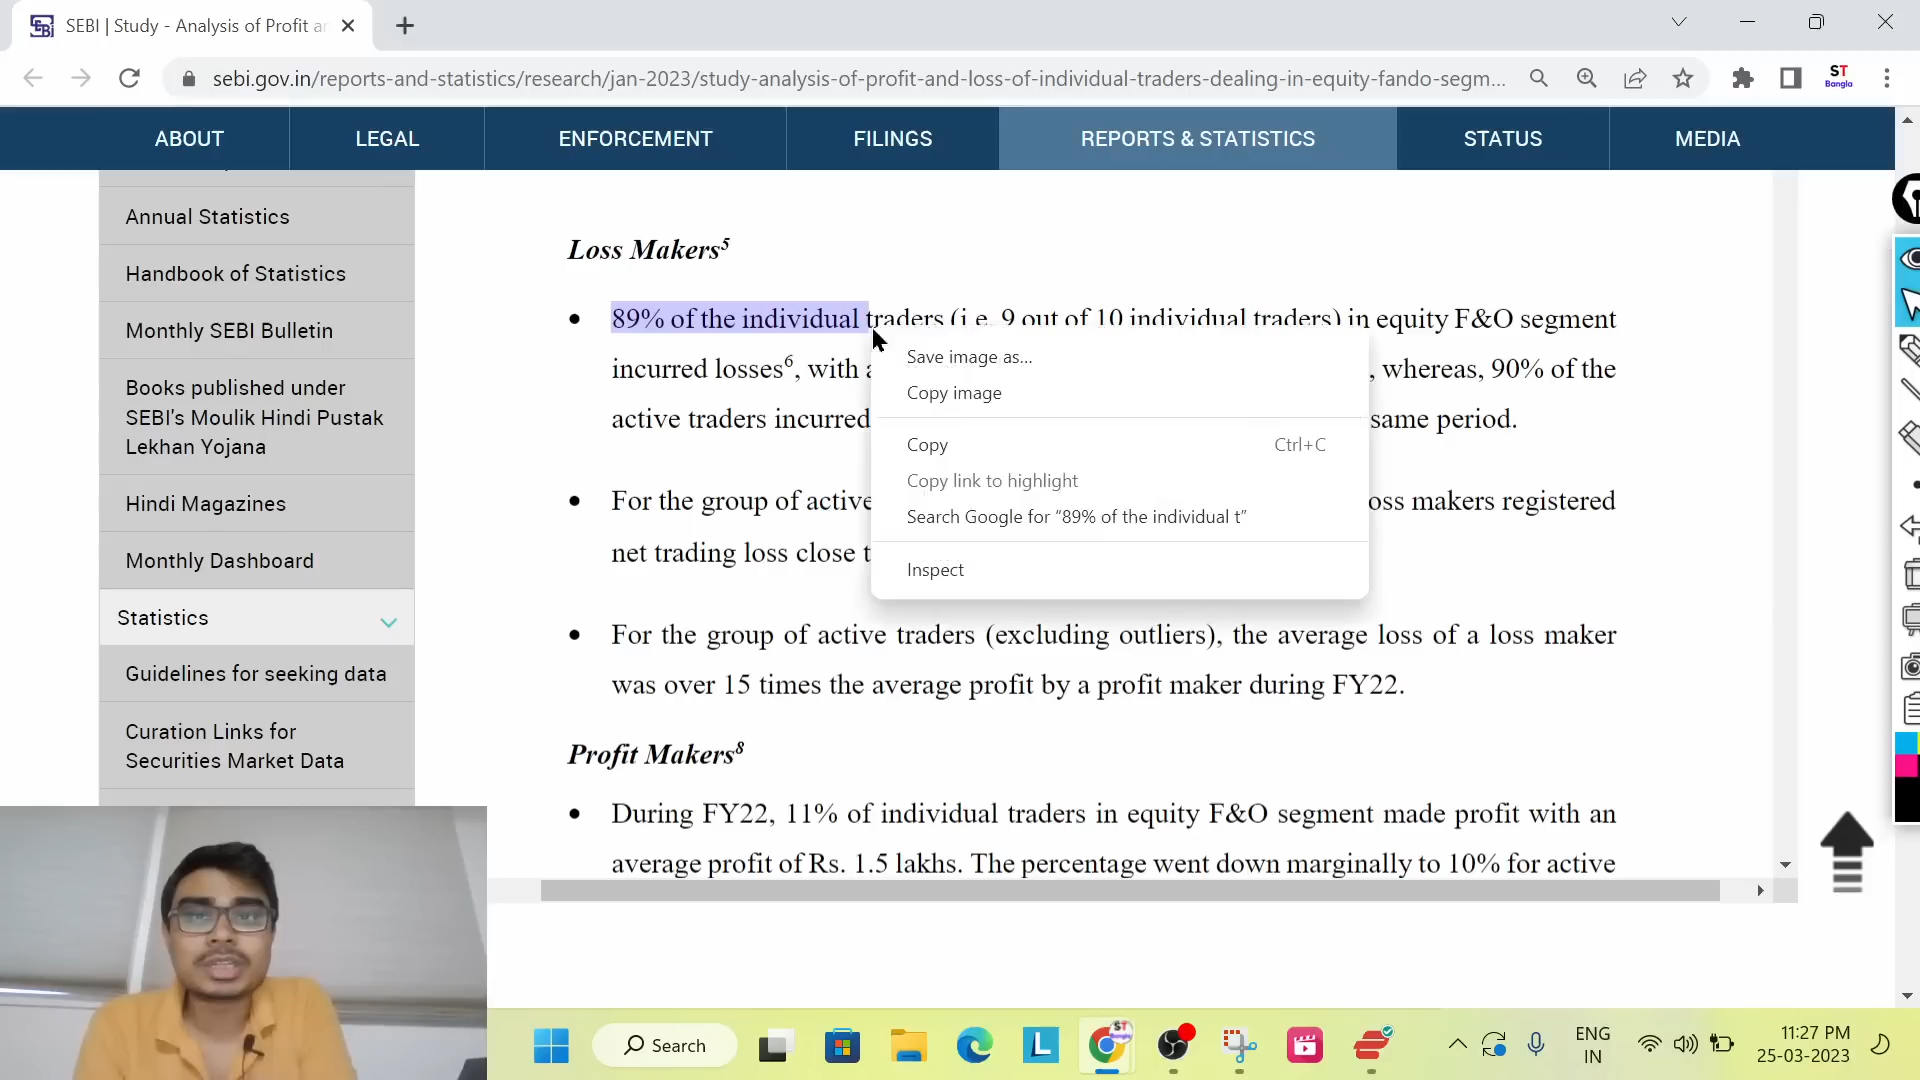 SEBI | Study - Analysis of Profit an
sebi.gov.in/reports-and-statistics/research/jan-2023/study-analysis-of-profit-and-loss-of-individual-traders-dealing-in-equity-fando-segm...
ST
Bangla
ABOUT
LEGAL
ENFORCEMENT
FILINGS
REPORTS & STATISTICS
STATUS
MEDIA
Annual Statistics
Handbook of Statistics
Monthly SEBI Bulletin
Books published under
SEBI's Moulik Hindi Pustak
Lekhan Yojana
Hindi Magazines
Monthly Dashboard
Statistics
Guidelines for seeking data
Curation Links for
Securities Market Data
Loss Makers⁵
• 89% of the individual traders (i.e. 9 out of 10 individual traders) in equity F&O segment
incurred losses⁶, with a , whereas, 90% of the
active traders incurred same period.
• For the group of active oss makers registered
net trading loss close t
• For the group of active traders (excluding outliers), the average loss of a loss maker
was over 15 times the average profit by a profit maker during FY22.
Profit Makers⁸
• During FY22, 11% of individual traders in equity F&O segment made profit with an
average profit of Rs. 1.5 lakhs. The percentage went down marginally to 10% for active
Save image as...
Copy image
Copy Ctrl+C
Copy link to highlight
Search Google for “89% of the individual t”
Inspect
Search
L
ST
Bangla
ENG
IN
11:27 PM
25-03-2023